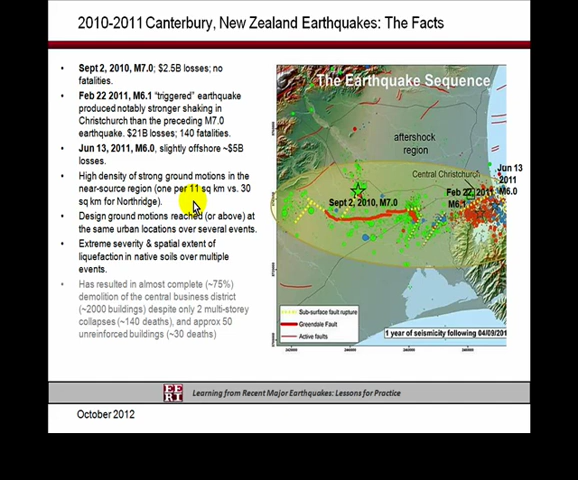 2010-2011 Canterbury, New Zealand Earthquakes: The Facts
• Sept 2, 2010, M7.0; $2.5B losses; no
fatalities.
• Feb 22 2011, M6.1 “triggered” earthquake
produced notably stronger shaking in
Christchurch than the preceding M7.0
earthquake. $21B losses; 140 fatalities.
• Jun 13, 2011, M6.0, slightly offshore ~$5B
losses.
• High density of strong ground motions in the
near-source region (one per 11 sq km vs. 30
sq km for Northridge).
• Design ground motions reached (or above) at
the same urban locations over several events.
• Extreme severity & spatial extent of
liquefaction in native soils over multiple
events.
• Has resulted in almost complete (~75%)
demolition of the central business district
(~2000 buildings) despite only 2 multi-storey
collapses (~140 deaths), and approx 50
unreinforced buildings (~30 deaths)
The Earthquake Sequence
aftershock
region
Central Christchurch
Jun 13
2011
M6.0
Feb 22, 2011
M6.1
Sept 2, 2010, M7.0
Sub-surface fault rupture
Greendale Fault
Active faults
1 year of seismicity following 04/09/201
EE
RI
Learning from Recent Major Earthquakes: Lessons for Practice
October 2012